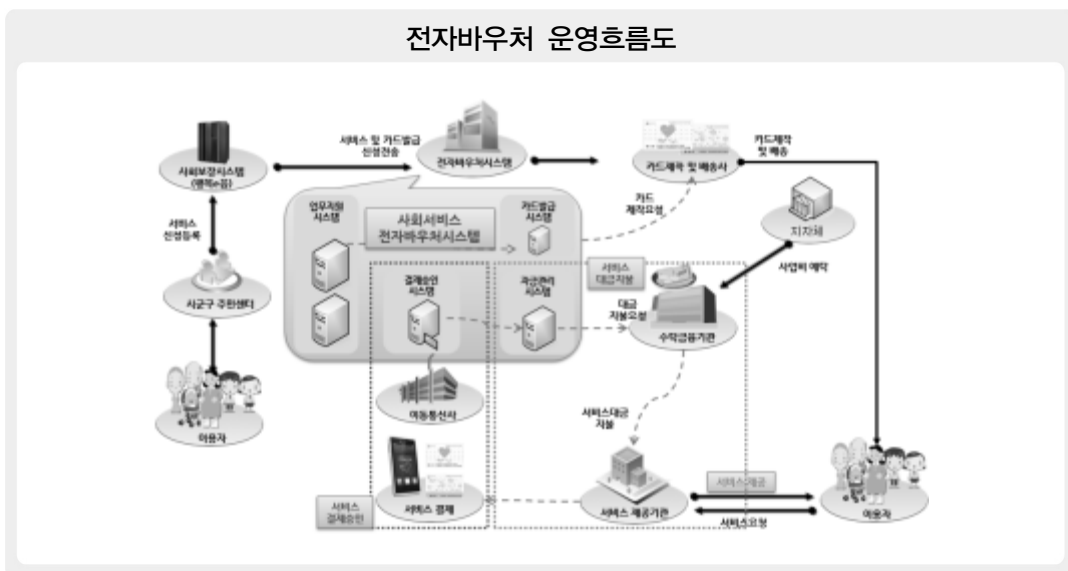 전자바우처 운영흐름도
서비스 및 카드발급
신청전송
전자바우처시스템
카드제작 및 배송사
카드제작
및 배송
사회보장시스템
(행복e음)
서비스
신청등록
시군구 주민센터
이용자
업무지원
시스템
사회서비스
전자바우처시스템
카드발급
시스템
카드
제작요청
지자체
사업비 예탁
결제승인
시스템
자금관리
시스템
서비스
대금지불
대금
지불요청
수탁금융기관
이동통신사
서비스대금
지불
서비스
결제승인
서비스 결제
서비스 제공기관
서비스제공
서비스요청
이용자